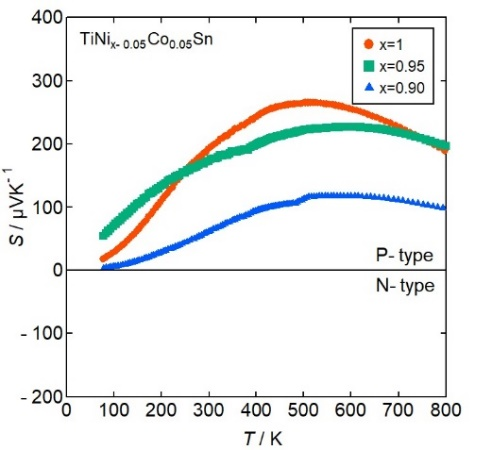 400
TiNiₓ₋ ₀.₀₅Co₀.₀₅Sn
x=1
x=0.95
x=0.90
300
200
100
0
- 100
- 200
S / μVK⁻¹
P- type
N- type
0 100 200 300 400 500 600 700 800
T / K